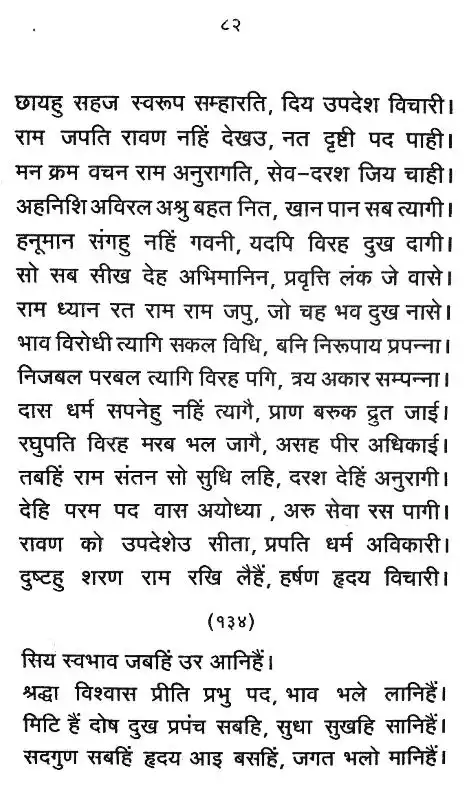 ८२
छायहु सहज स्वरूप सम्हारति, दिय उपदेश विचारी।
राम जपति रावण नहिं देखउ, नत दृष्टी पद पाही।
मन क्रम वचन राम अनुरागति, सेव-दरश जिय चाही।
अहनिशि अविरल अश्रु बहत नित, खान पान सब त्यागी।
हनूमान संगहु नहिं गवनी, यदपि विरह दुख दागी।
सो सब सीख देह अभिमानिन, प्रवृत्ति लंक जे वासे।
राम ध्यान रत राम राम जपु, जो चह भव दुख नासे।
भाव विरोधी त्यागि सकल विधि, बनि निरूपाय प्रपन्ना।
निजबल परबल त्यागि विरह पगि, त्रय अकार सम्पन्ना।
दास धर्म सपनेहु नहिं त्यागै, प्राण बरुक द्रुत जाई।
रघुपति विरह मरब भल जागै, असह पीर अधिकाई।
तबहिं राम संतन सो सुधि लहि, दरश देहिं अनुरागी।
देहि परम पद वास अयोध्या , अरु सेवा रस पागी।
रावण को उपदेशेउ सीता, प्रपति धर्म अविकारी।
दुष्टहु शरण राम रखि लैहैं, हर्षण हृदय विचारी।
(१३४)
सिय स्वभाव जबहिं उर आनिहैं।
श्रद्धा विश्वास प्रीति प्रभु पद, भाव भले लानिहैं।
मिटि हैं दोष दुख प्रपंच सबहि, सुधा सुखहि सानिहैं।
सदगुण सबहिं हृदय आइ बसहिं, जगत भलो मानिहैं।